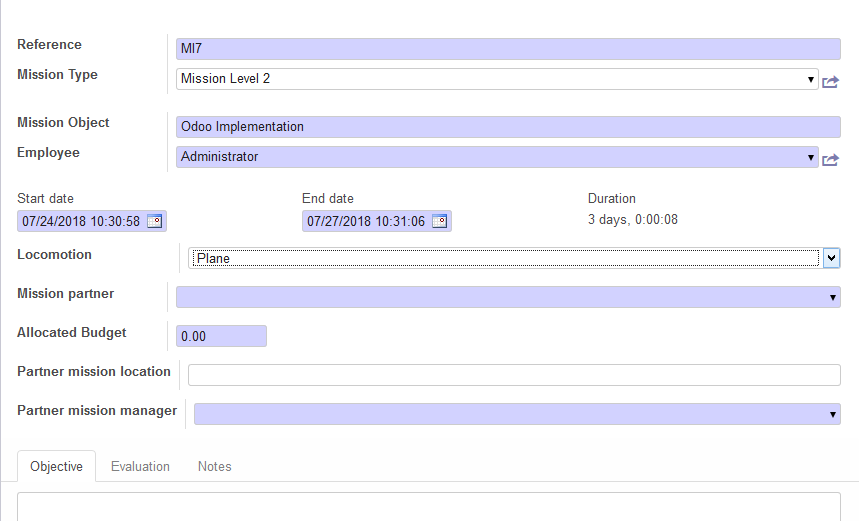 Reference MI7
Mission Type Mission Level 2
Mission Object Odoo Implementation
Employee Administrator
Start date End date Duration
07/24/2018 10:30:58 07/27/2018 10:31:06 3 days, 0:00:08
Locomotion Plane
Mission partner
Allocated Budget 0.00
Partner mission location
Partner mission manager
Objective Evaluation Notes